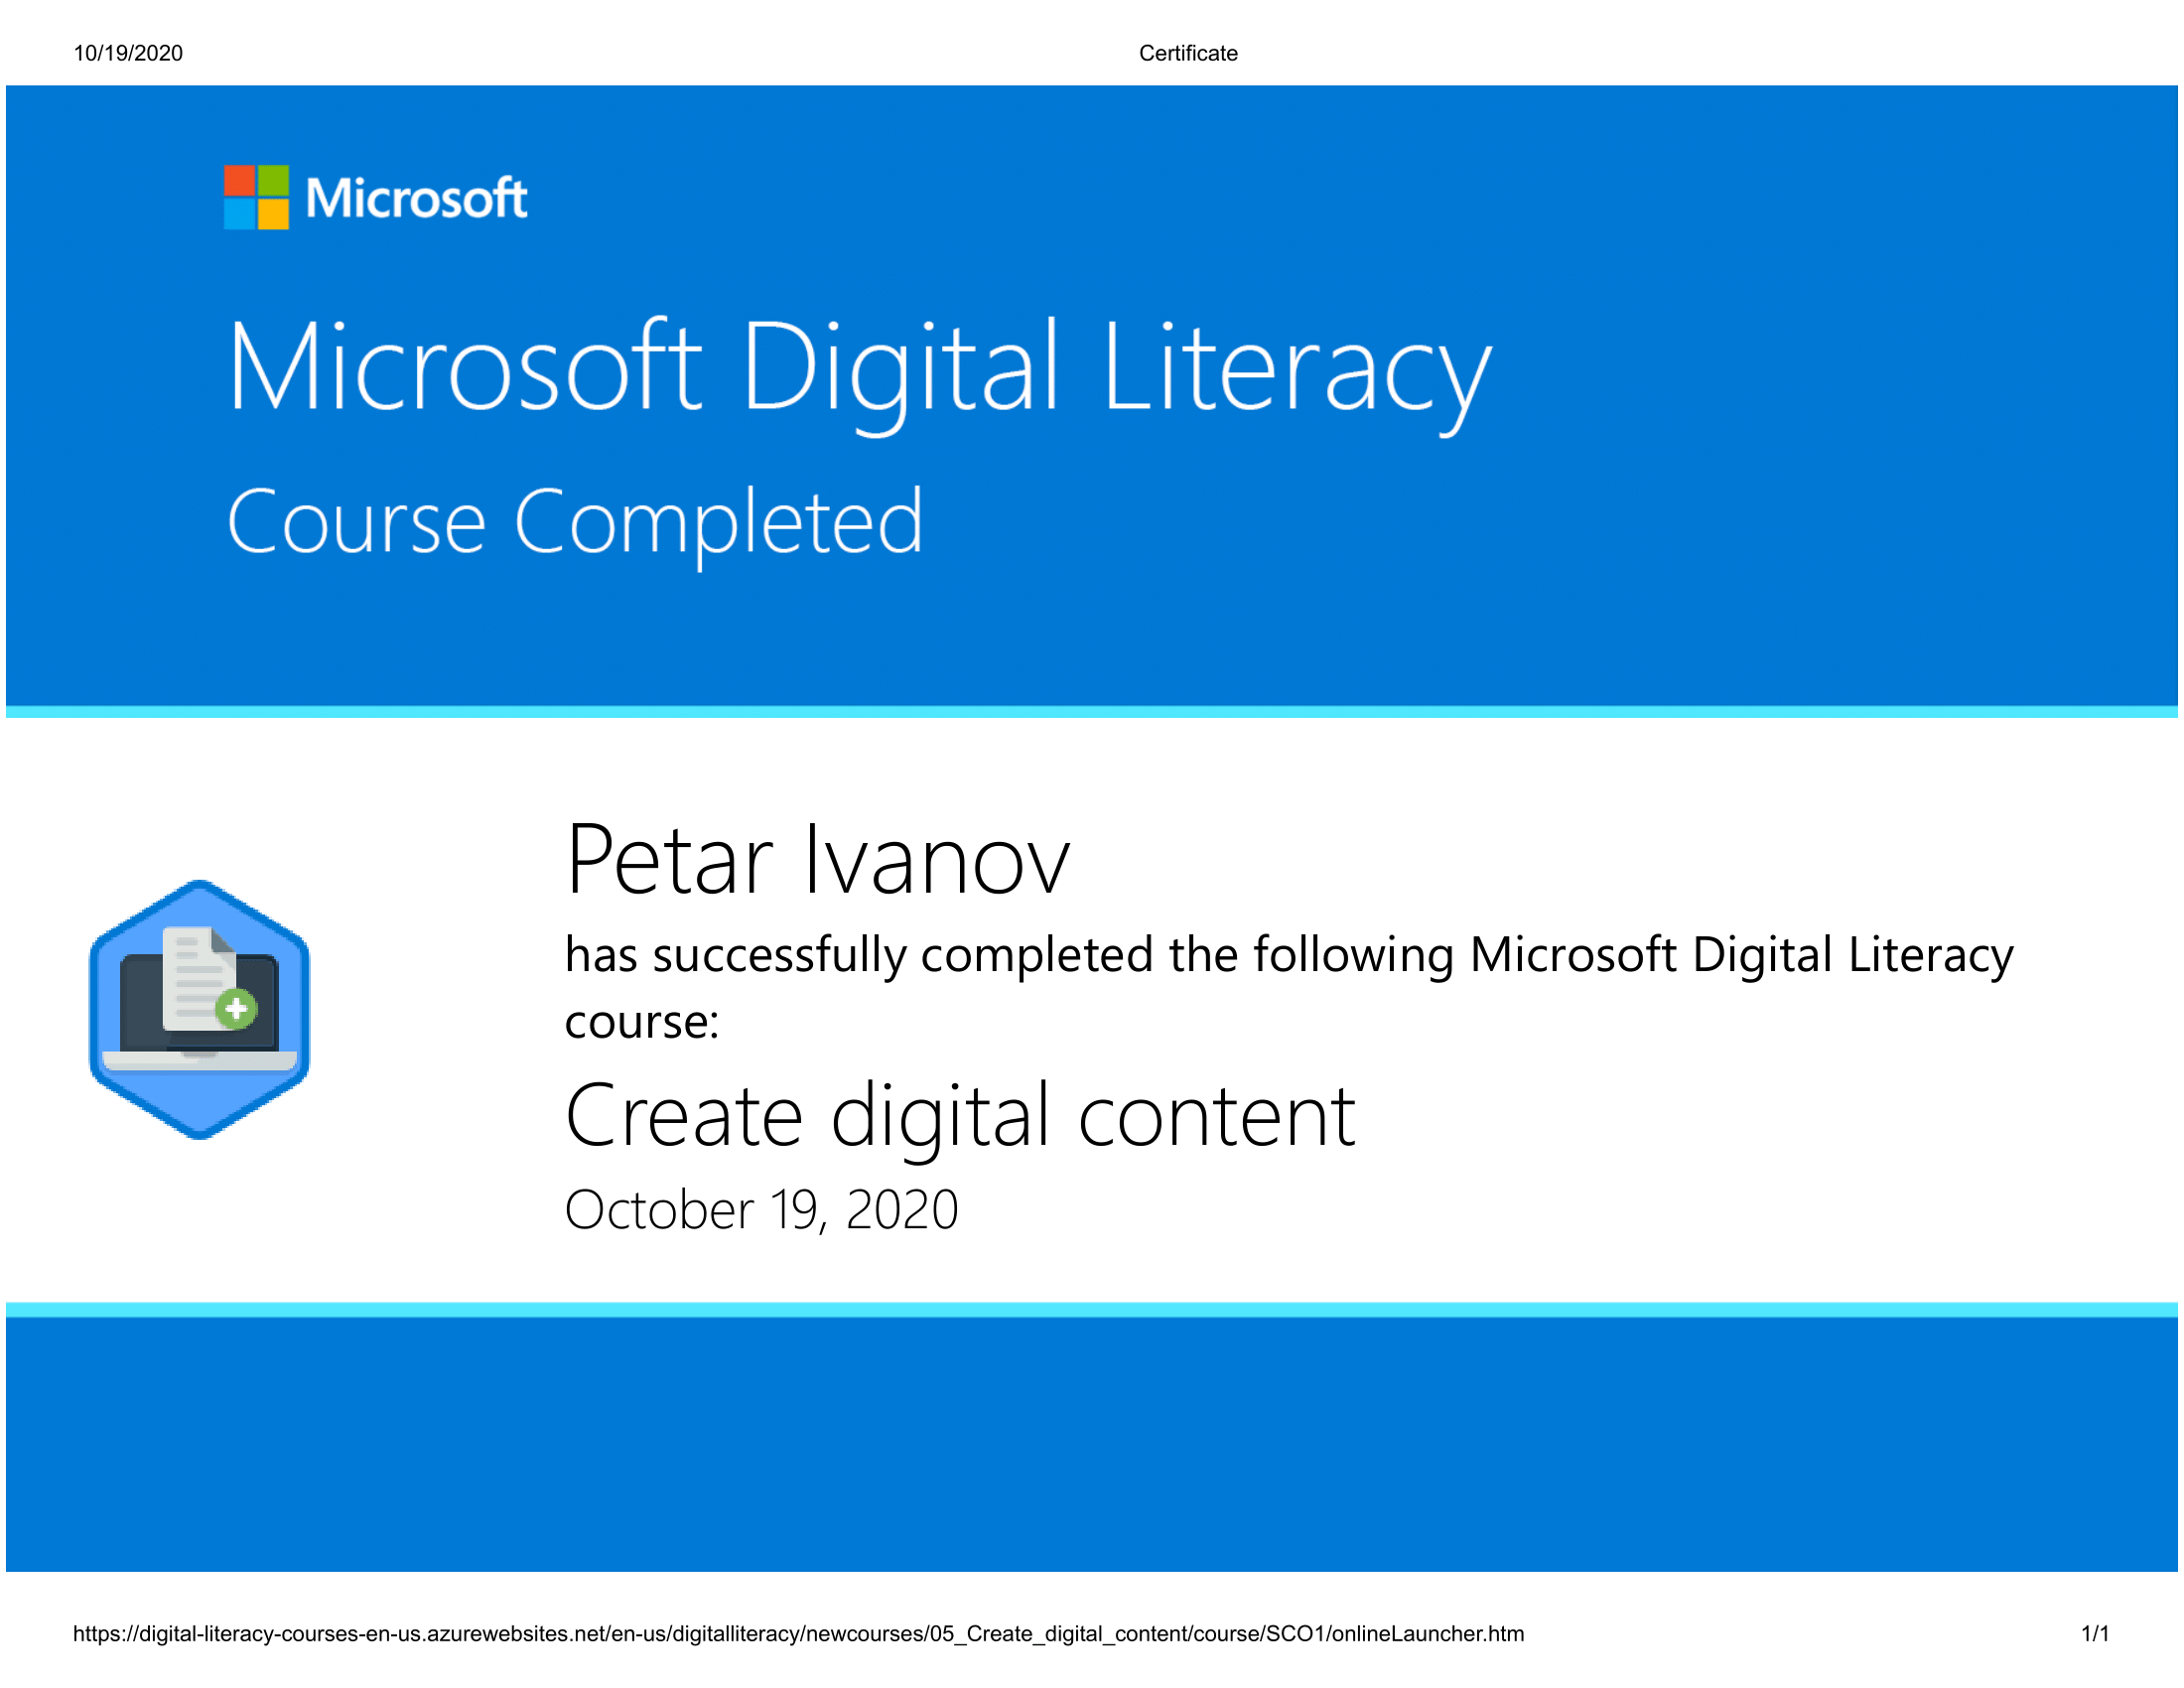 10/19/2020 Certificate
Microsoft
Microsoft Digital Literacy
Course Completed
Petar Ivanov
has successfully completed the following Microsoft Digital Literacy
course:
Create digital content
October 19, 2020
https://digital-literacy-courses-en-us.azurewebsites.net/en-us/digitalliteracy/newcourses/05_Create_digital_content/course/SCO1/onlineLauncher.htm 1/1